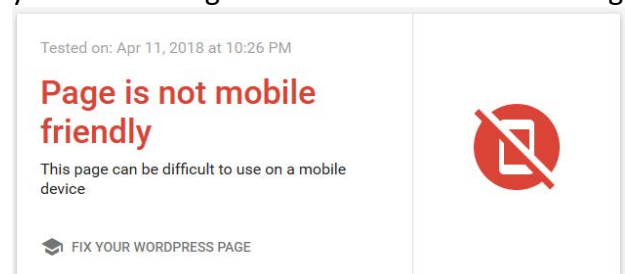 Tested on: Apr 11, 2018 at 10:26 PM
Page is not mobile
friendly
This page can be difficult to use on a mobile
device
FIX YOUR WORDPRESS PAGE